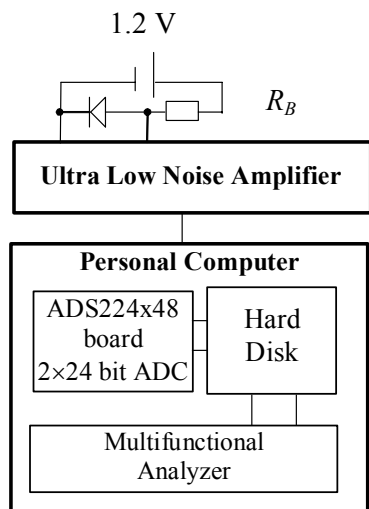 1.2 V
R_B
Ultra Low Noise Amplifier
Personal Computer
ADS224x48
board
2×24 bit ADC
Hard
Disk
Multifunctional
Analyzer